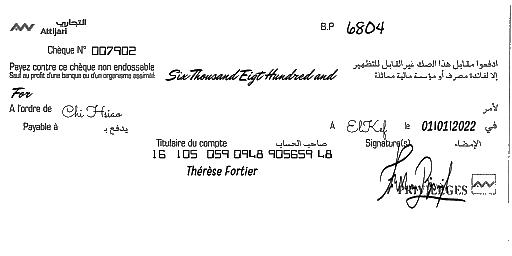 التجاري
Attijari
B.P 6804
Chèque N° 007902
Payez contre ce chèque non endossable
ادفعوا مقابل هذا الصك غير القابل للتظهير
Sauf au profit d'une banque ou d'un organisme assimilé
إلا لفائدة مصرف أو مؤسسة مالية مماثلة
Six Thousand Eigt Hundred and
For
A l'ordre de Chi Hsiao
لأمر
Payable à يدفع بـ
A ElKef le 01/01/2022 في
Titulaire du compte صاحب الحساب
Signature(s) الإمضاء
16 105 059 0948 905659 48
Thérèse Fortier
PRIVILEGES